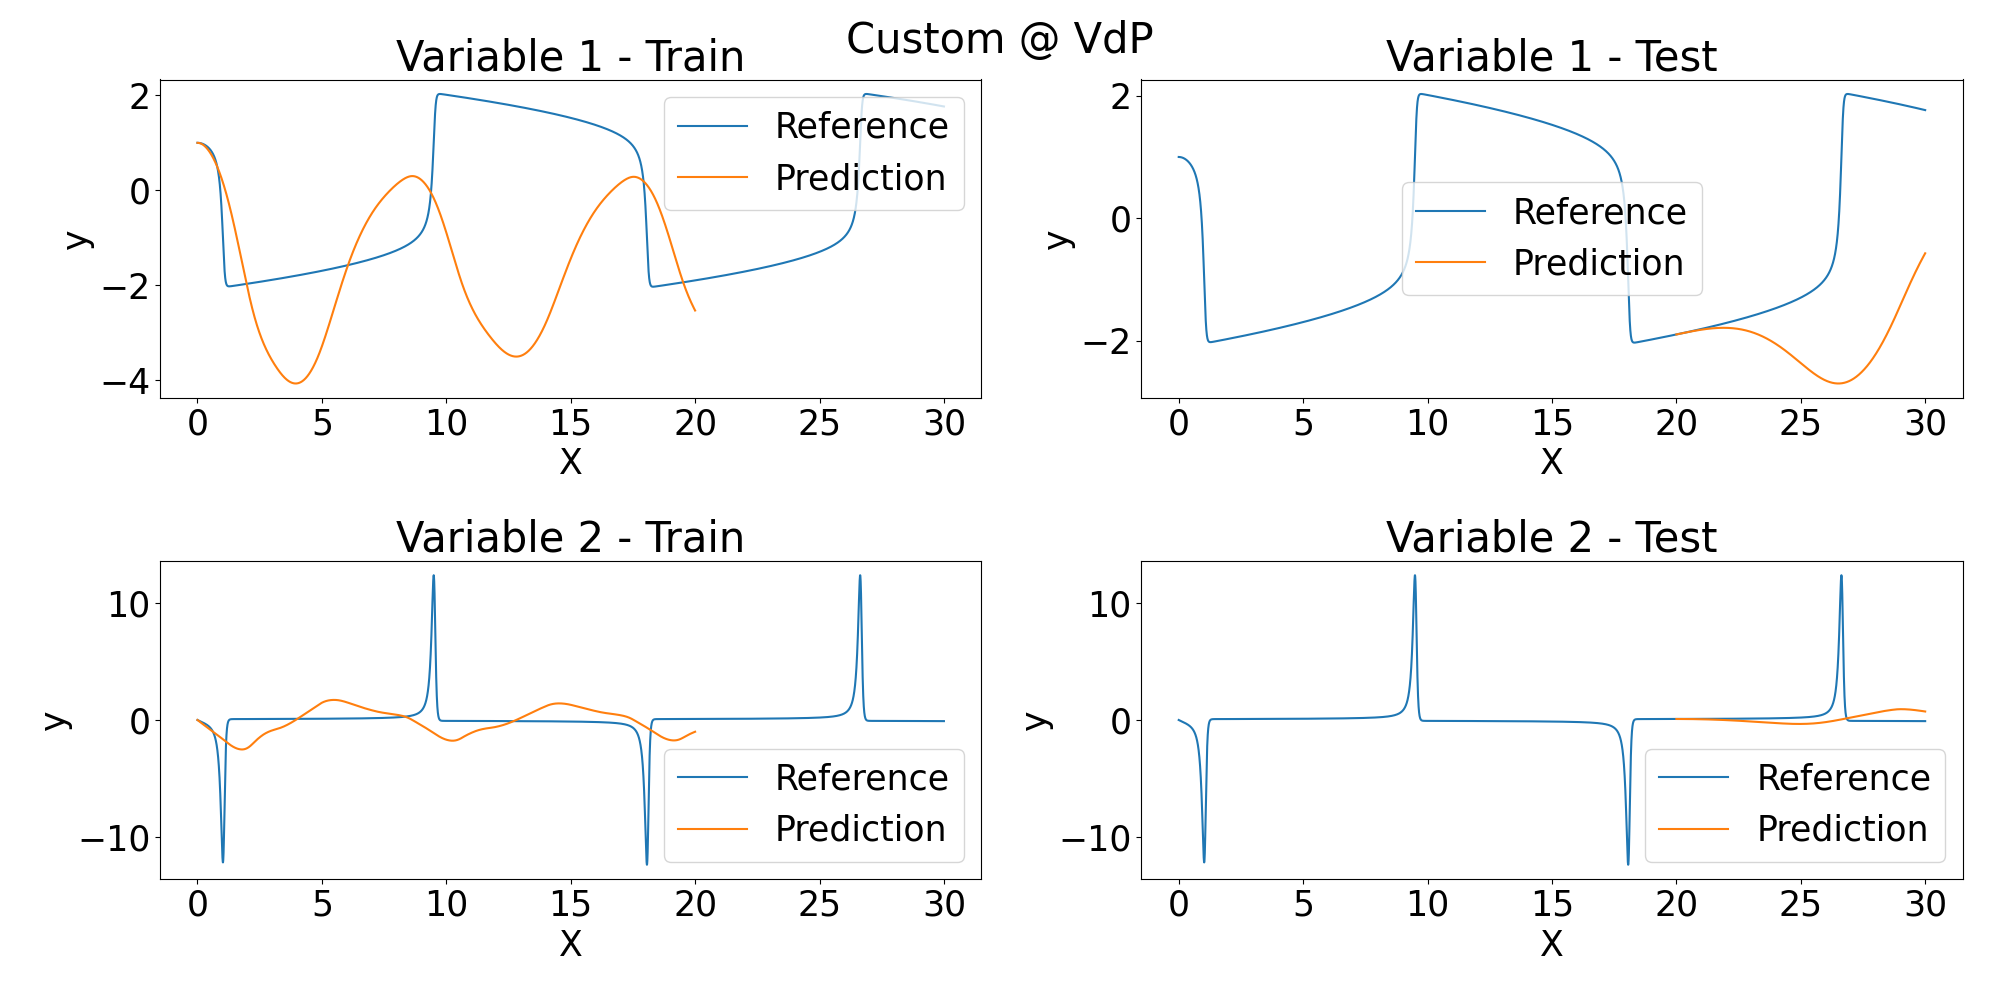 Custom @ VdP
Variable 1 - Train
2
0
−2
−4
y
Reference
Prediction
0 5 10 15 20 25 30
X
Variable 1 - Test
2
0
−2
y
Reference
Prediction
0 5 10 15 20 25 30
X
Variable 2 - Train
10
0
−10
y
Reference
Prediction
0 5 10 15 20 25 30
X
Variable 2 - Test
10
0
−10
y
Reference
Prediction
0 5 10 15 20 25 30
X